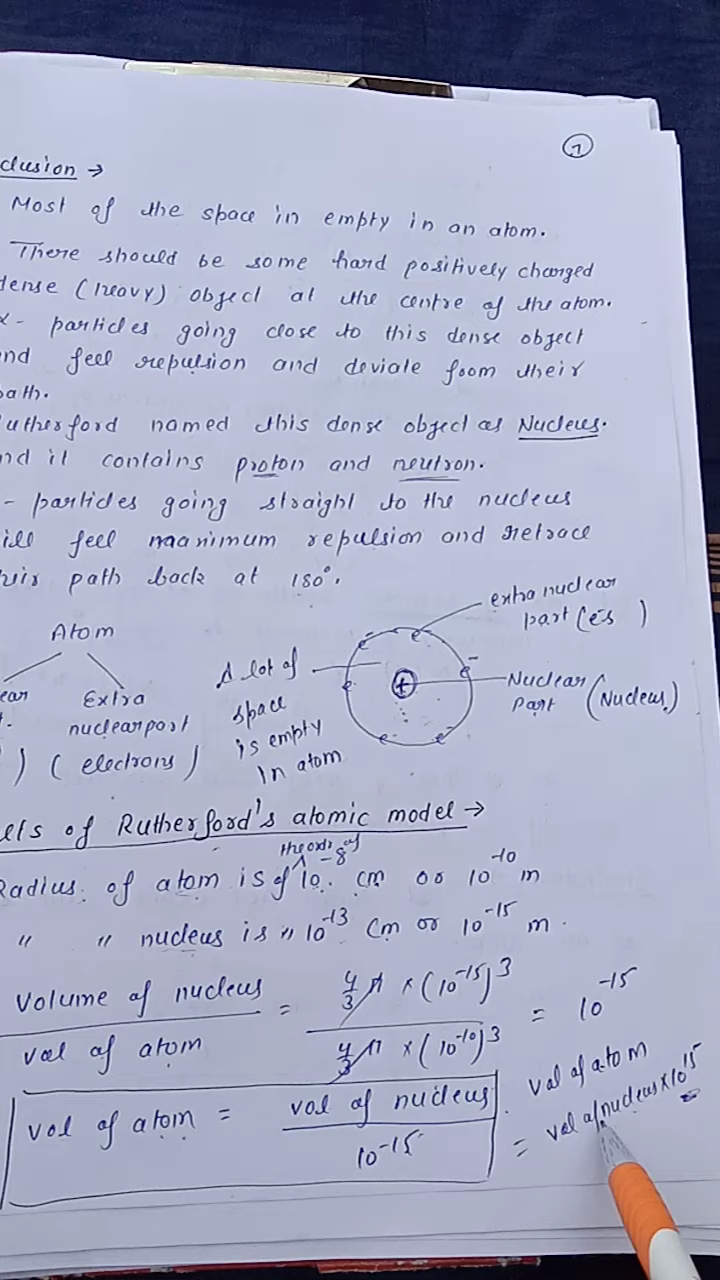 7
clusion →
Most of the space in empty in an atom.
There should be some hard positively charged
dense (heavy) object at the centre of the atom.
α- particles going close to this dense object
nd feel repulsion and deviate from their
path.
utherford named this dense object as Nucleus.
nd it contains proton and neutron.
- particles going straight to the nucleus
ill feel maximum repulsion and retrace
eir path back at 180°.
Atom
ear
Extra
nuclear part
) (electrons)
A lot of
space
is empty
in atom
extra nuclear
part (e⁻s)
Nuclear
Part (Nucleus)
e⁻ e⁻ e⁻ e e⁻ e⁻
+
els of Rutherford's atomic model →
the order of
Radius of atom is of 10⁻⁸ cm or 10⁻¹⁰ m
" " nucleus is " 10⁻¹³ cm or 10⁻¹⁵ m.
Volume of nucleus / vol of atom = 4/3 π × (10⁻¹⁵)³ / 4/3 π × (10⁻¹⁰)³ = 10⁻¹⁵
vol of atom = vol of nucleus / 10⁻¹⁵
vol of atom
= vol of nucleus × 10¹⁵